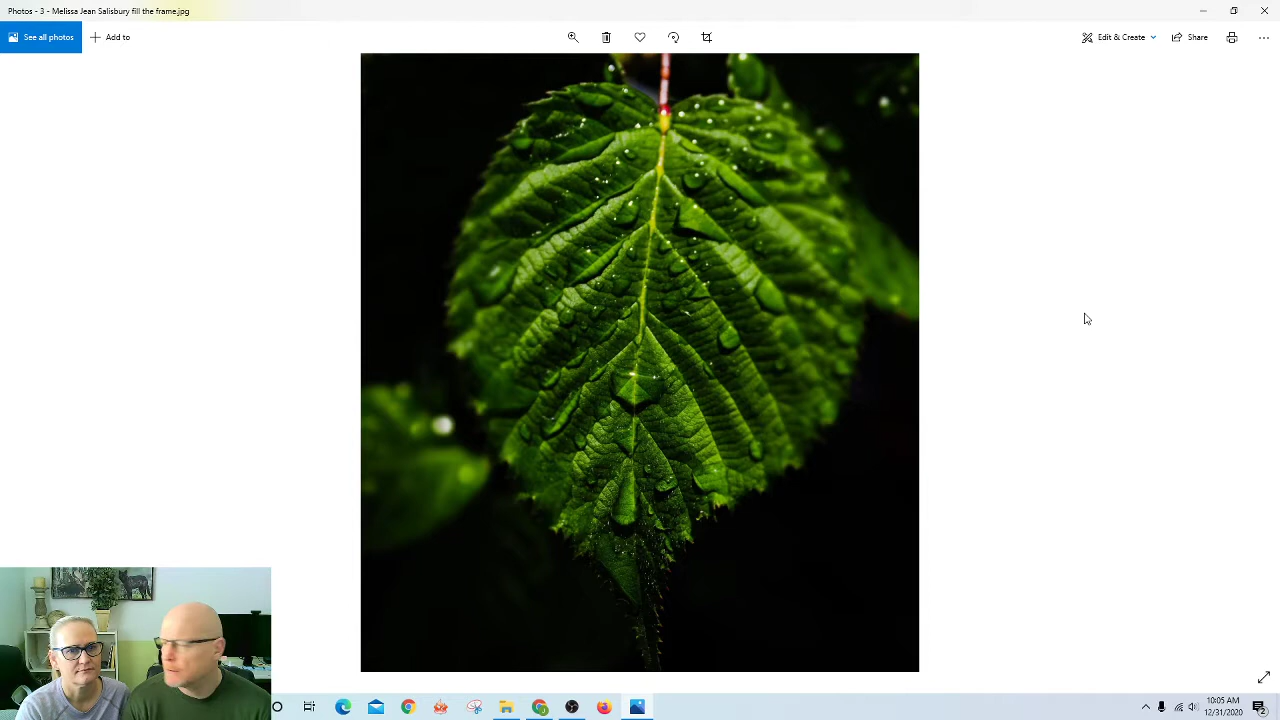 Photos - 3 - Melissa Jean Salisbury fill the frame.jpg
See all photos
Add to
Edit & Create
Share
10:05 AM
12/31/2020
2